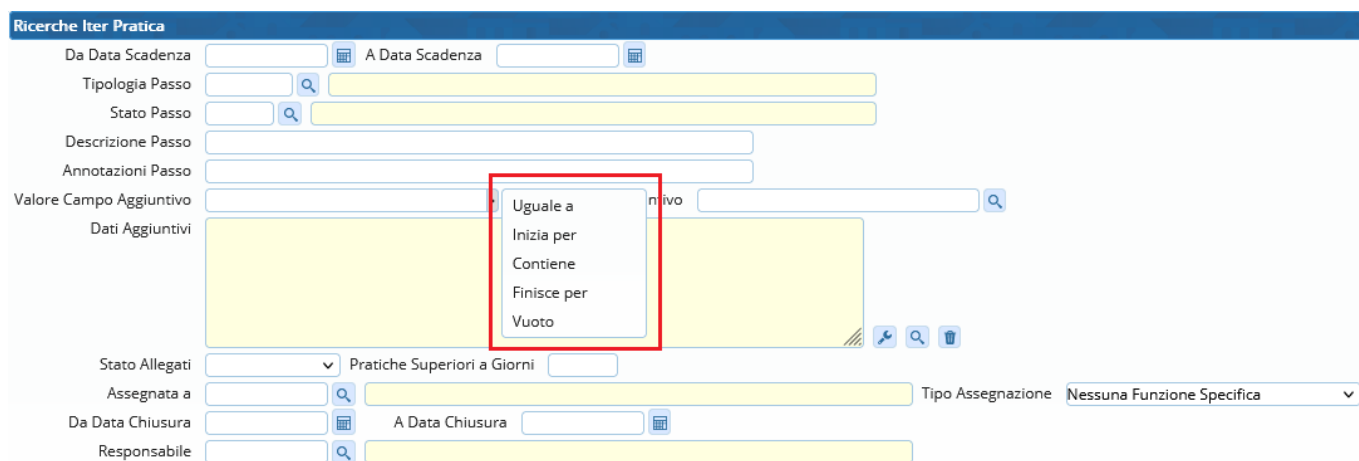 Ricerche Iter Pratica
Da Data Scadenza A Data Scadenza
Tipologia Passo
Stato Passo
Descrizione Passo
Annotazioni Passo
Valore Campo Aggiuntivo
Uguale a
Inizia per
Contiene
Finisce per
Vuoto
Dati Aggiuntivi
Stato Allegati Pratiche Superiori a Giorni
Assegnata a Tipo Assegnazione Nessuna Funzione Specifica
Da Data Chiusura A Data Chiusura
Responsabile